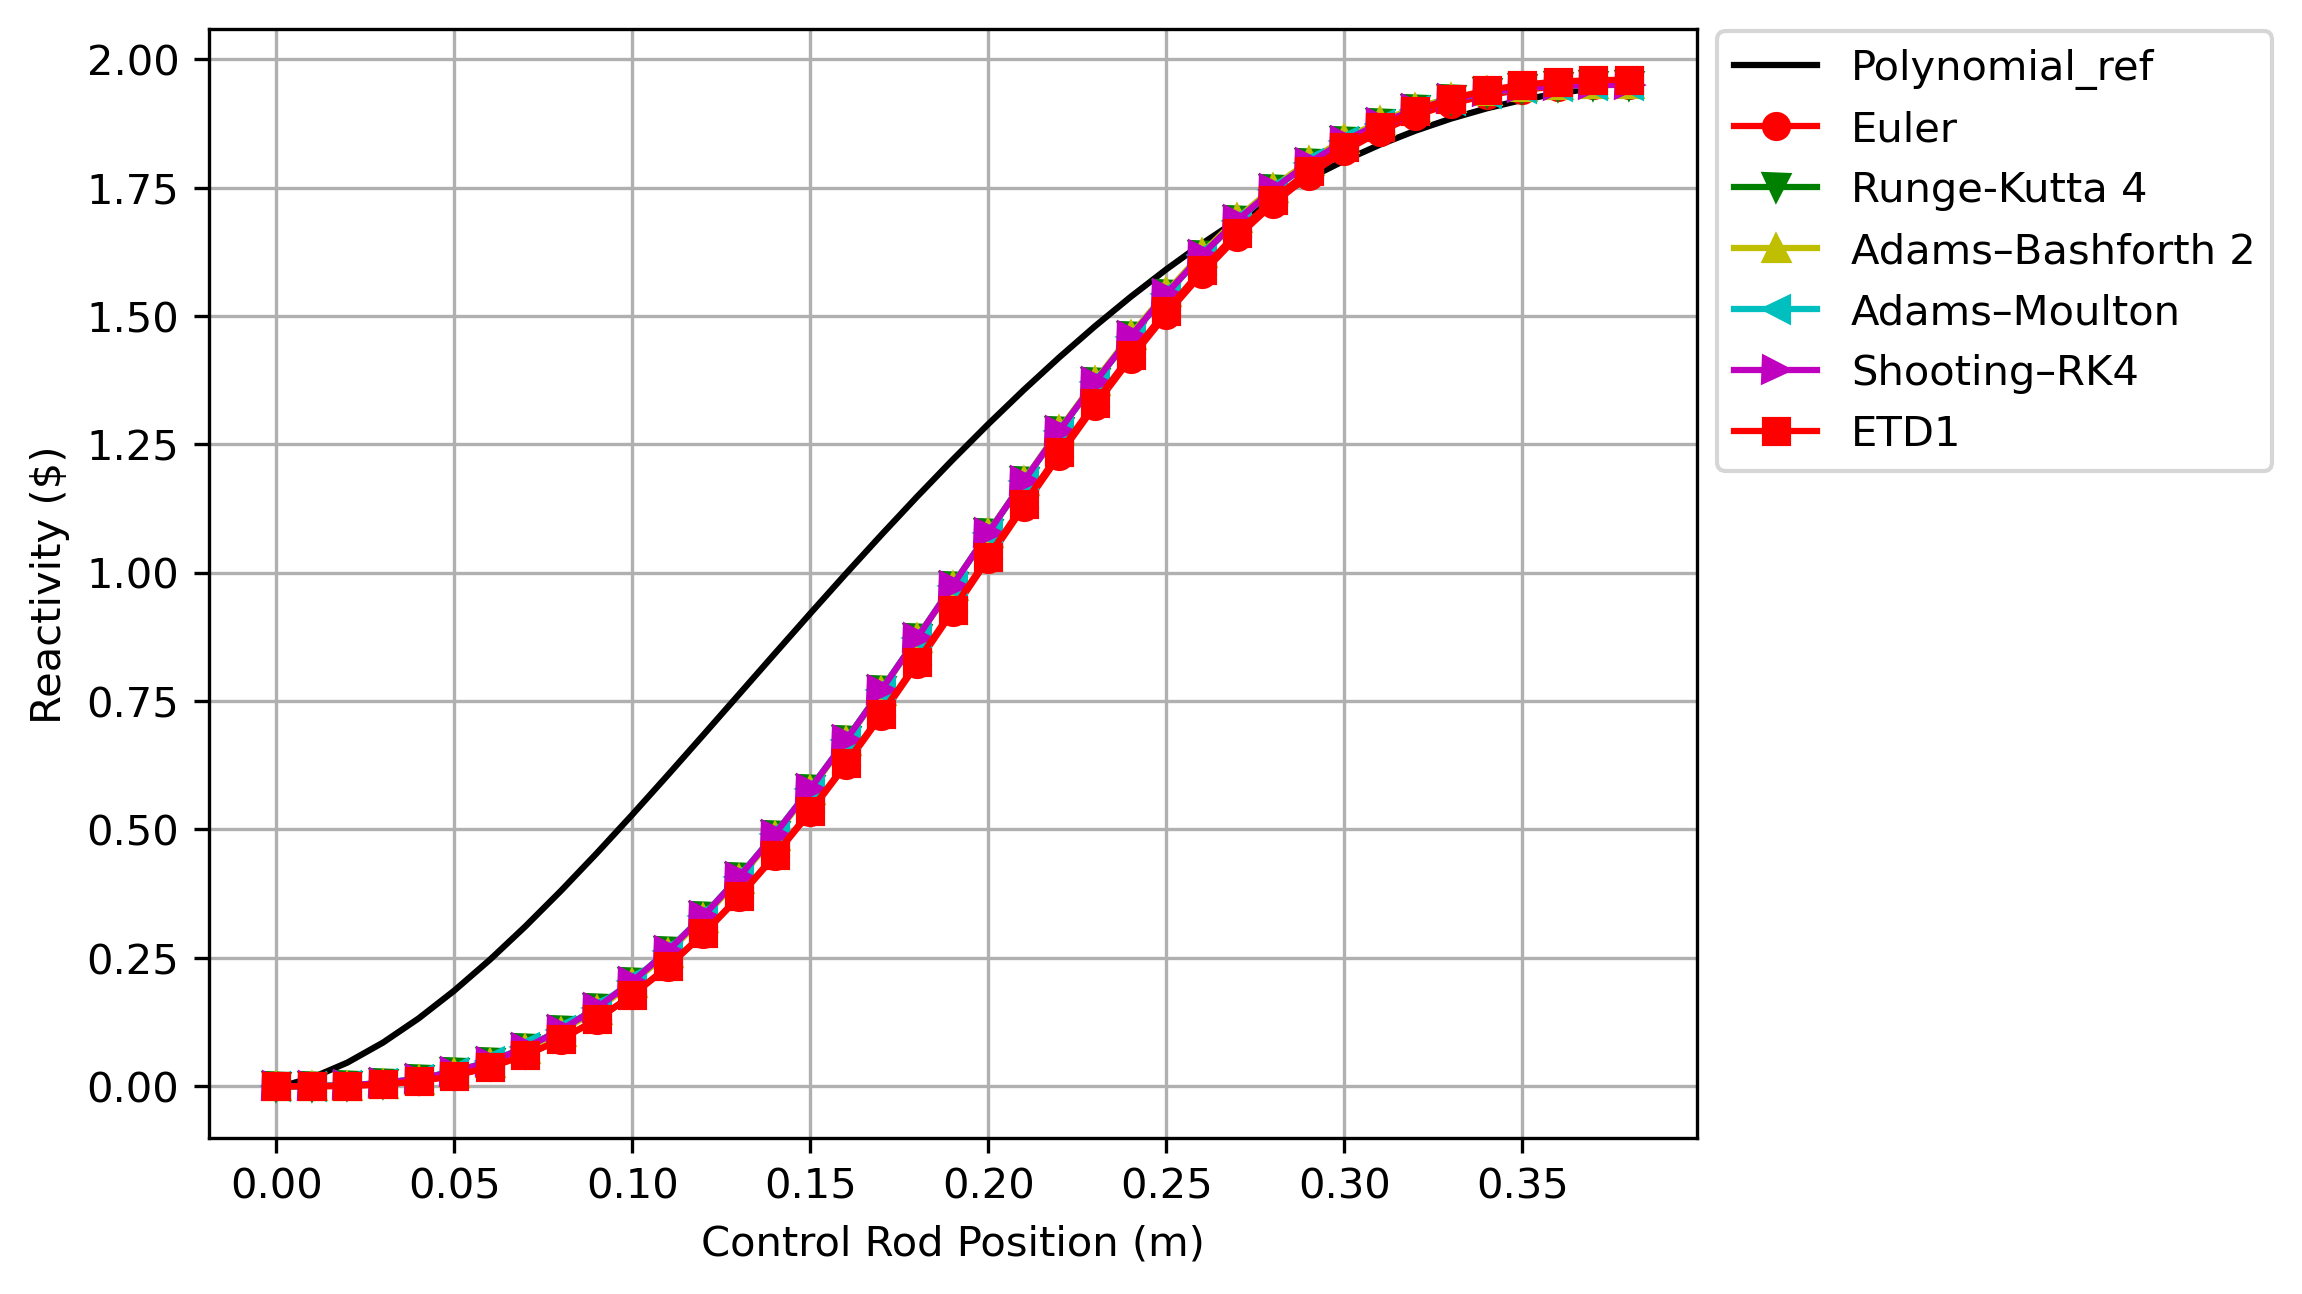 2.00
1.75
1.50
1.25
1.00
0.75
0.50
0.25
0.00
Reactivity ($)
0.00 0.05 0.10 0.15 0.20 0.25 0.30 0.35
Control Rod Position (m)
Polynomial_ref
Euler
Runge-Kutta 4
Adams–Bashforth 2
Adams–Moulton
Shooting–RK4
ETD1